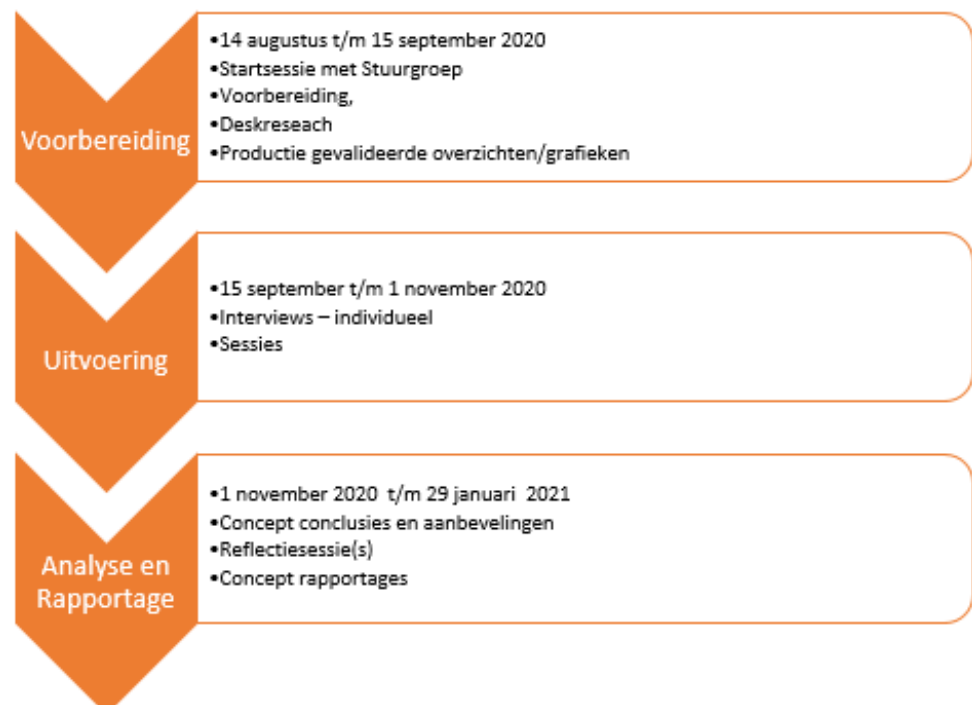 Voorbereiding
•14 augustus t/m 15 september 2020
•Startsessie met Stuurgroep
•Voorbereiding,
•Deskreseach
•Productie gevalideerde overzichten/grafieken
Uitvoering
•15 september t/m 1 november 2020
•Interviews – individueel
•Sessies
Analyse en
Rapportage
•1 november 2020 t/m 29 januari 2021
•Concept conclusies en aanbevelingen
•Reflectiesessie(s)
•Concept rapportages